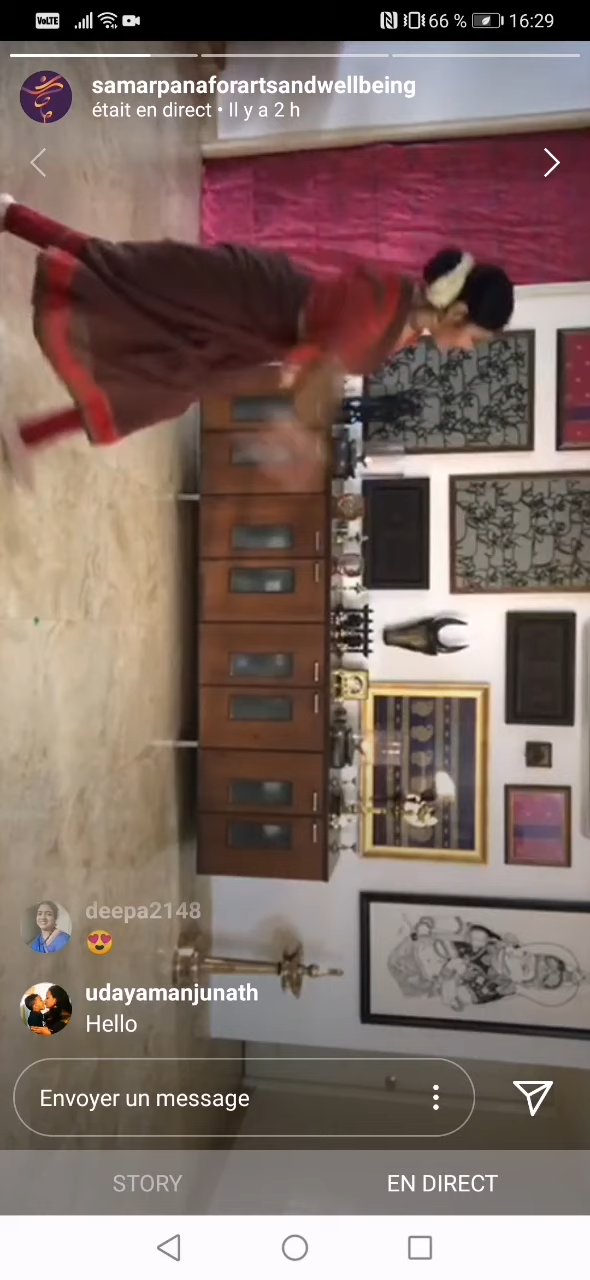 VoLTE
66 %
16:29
samarpanaforartsandwellbeing
était en direct • Il y a 2 h
deepa2148
😍
udayamanjunath
Hello
Envoyer un message
STORY
EN DIRECT